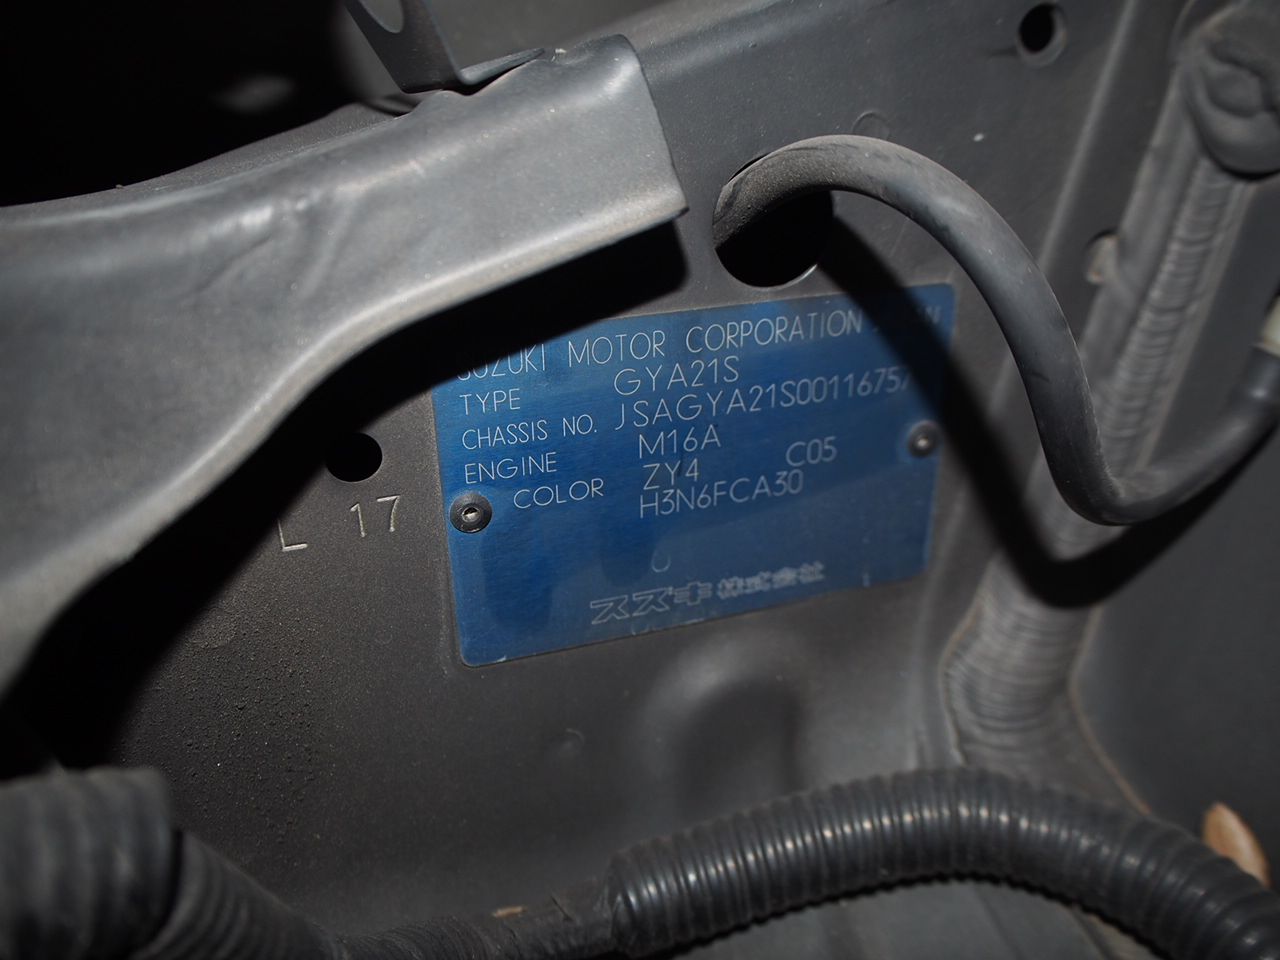 SUZUKI MOTOR CORPORATION JAPAN
TYPE GYA21S
CHASSIS NO. JSAGYA21S00116757
ENGINE M16A
COLOR ZY4 C05
H3N6FCA30
スズキ株式会社
L 17